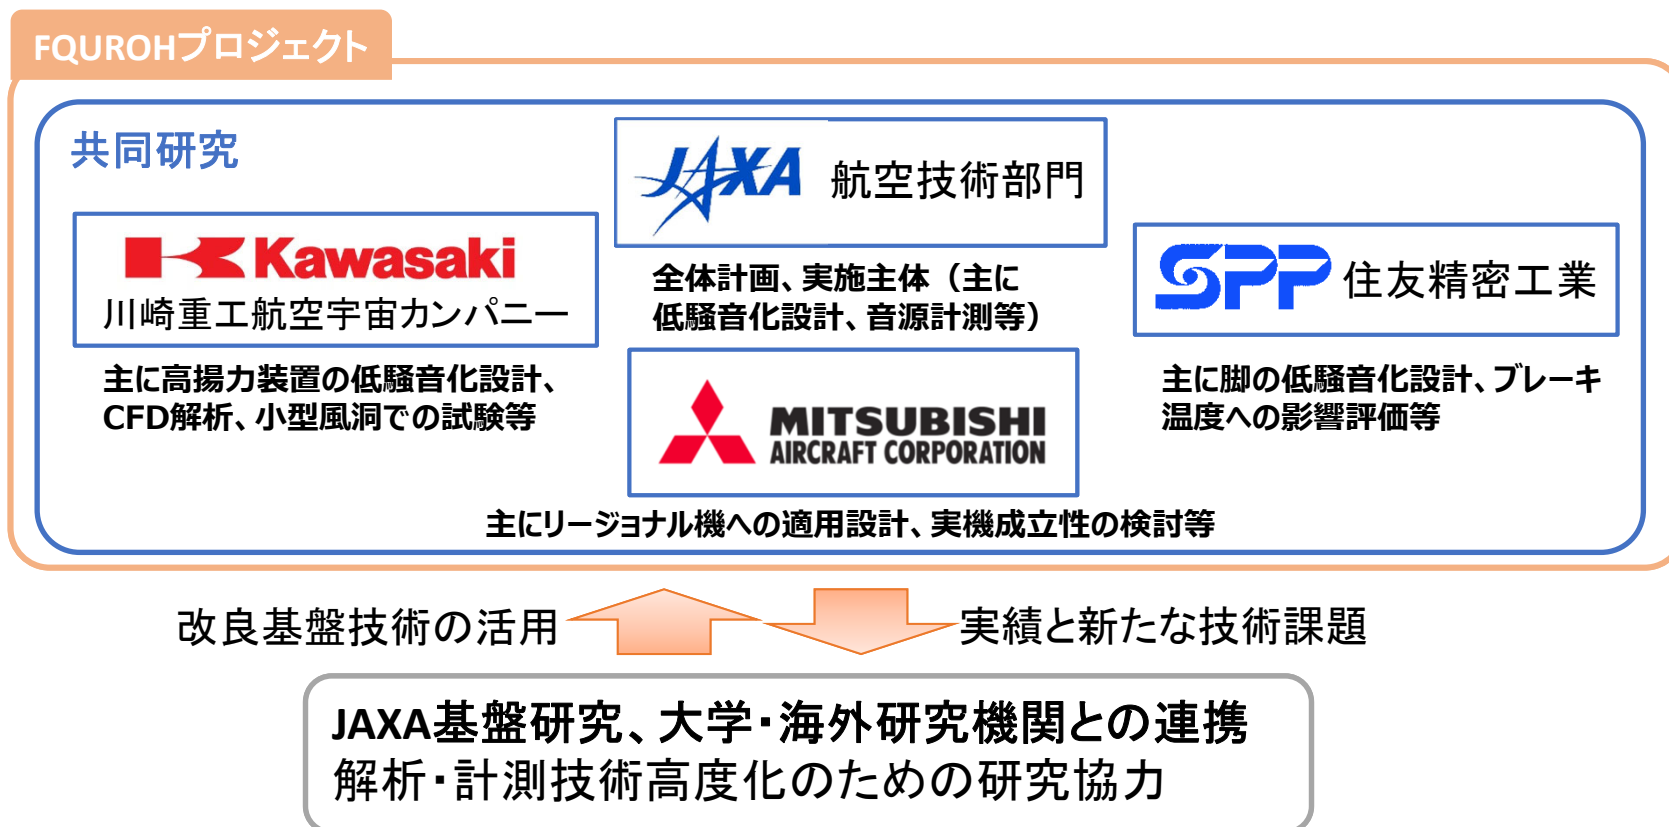 FQUROHプロジェクト
共同研究
JAXA 航空技術部門
全体計画、実施主体（主に
低騒音化設計、音源計測等）
Kawasaki
川崎重工航空宇宙カンパニー
主に高揚力装置の低騒音化設計、
CFD解析、小型風洞での試験等
SPP 住友精密工業
主に脚の低騒音化設計、ブレーキ
温度への影響評価等
MITSUBISHI
AIRCRAFT CORPORATION
主にリージョナル機への適用設計、実機成立性の検討等
改良基盤技術の活用
実績と新たな技術課題
JAXA基盤研究、大学・海外研究機関との連携
解析・計測技術高度化のための研究協力